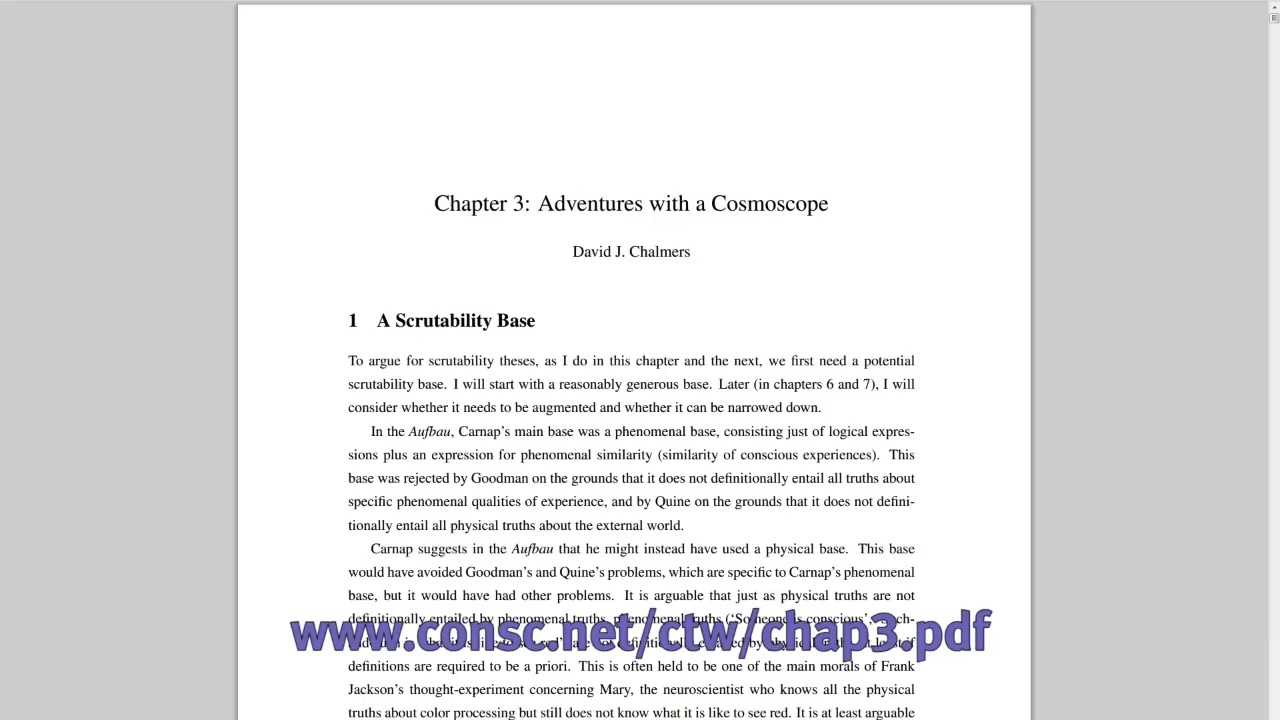 Chapter 3: Adventures with a Cosmoscope
David J. Chalmers
1 A Scrutability Base
To argue for scrutability theses, as I do in this chapter and the next, we first need a potential
scrutability base. I will start with a reasonably generous base. Later (in chapters 6 and 7), I will
consider whether it needs to be augmented and whether it can be narrowed down.
In the Aufbau, Carnap's main base was a phenomenal base, consisting just of logical expres-
sions plus an expression for phenomenal similarity (similarity of conscious experiences). This
base was rejected by Goodman on the grounds that it does not definitionally entail all truths about
specific phenomenal qualities of experience, and by Quine on the grounds that it does not defini-
tionally entail all physical truths about the external world.
Carnap suggests in the Aufbau that he might instead have used a physical base. This base
would have avoided Goodman's and Quine's problems, which are specific to Carnap's phenomenal
base, but it would have had other problems. It is arguable that just as physical truths are not
definitionally entailed by phenomenal truths, phenomenal truths ('Someone is conscious',
www.consc.net/ctw/chap3.pdf
definitions are required to be a priori. This is often held to be one of the main morals of Frank
Jackson's thought-experiment concerning Mary, the neuroscientist who knows all the physical
truths about color processing but still does not know what it is like to see red. It is at least arguable